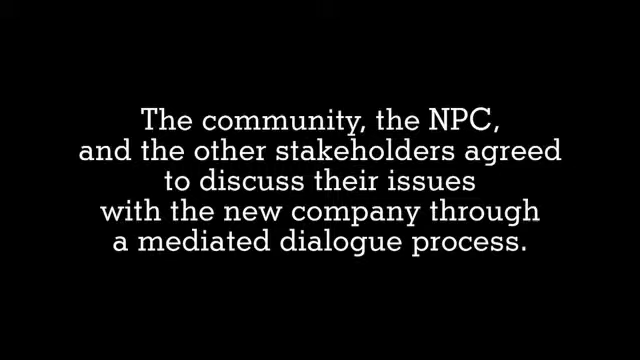 The community, the NPC,
and the other stakeholders agreed
to discuss their issues
with the new company through
a mediated dialogue process.